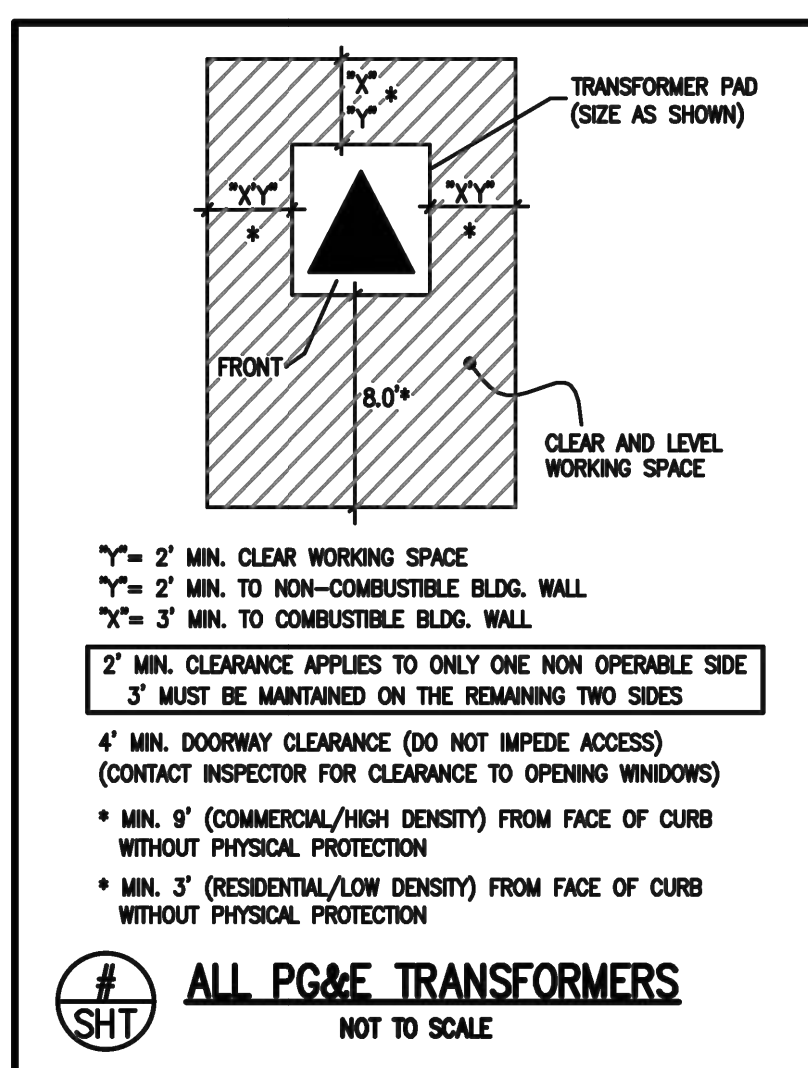 "X"
*
"Y"
TRANSFORMER PAD
(SIZE AS SHOWN)
"X'Y"
*
"X'Y"
*
FRONT
8.0'*
CLEAR AND LEVEL
WORKING SPACE
"Y"= 2' MIN. CLEAR WORKING SPACE
"Y"= 2' MIN. TO NON-COMBUSTIBLE BLDG. WALL
"X"= 3' MIN. TO COMBUSTIBLE BLDG. WALL
2' MIN. CLEARANCE APPLIES TO ONLY ONE NON OPERABLE SIDE
3' MUST BE MAINTAINED ON THE REMAINING TWO SIDES
4' MIN. DOORWAY CLEARANCE (DO NOT IMPEDE ACCESS)
(CONTACT INSPECTOR FOR CLEARANCE TO OPENING WINIDOWS)
* MIN. 9' (COMMERCIAL/HIGH DENSITY) FROM FACE OF CURB
WITHOUT PHYSICAL PROTECTION
* MIN. 3' (RESIDENTIAL/LOW DENSITY) FROM FACE OF CURB
WITHOUT PHYSICAL PROTECTION
#
SHT
ALL PG&E TRANSFORMERS
NOT TO SCALE